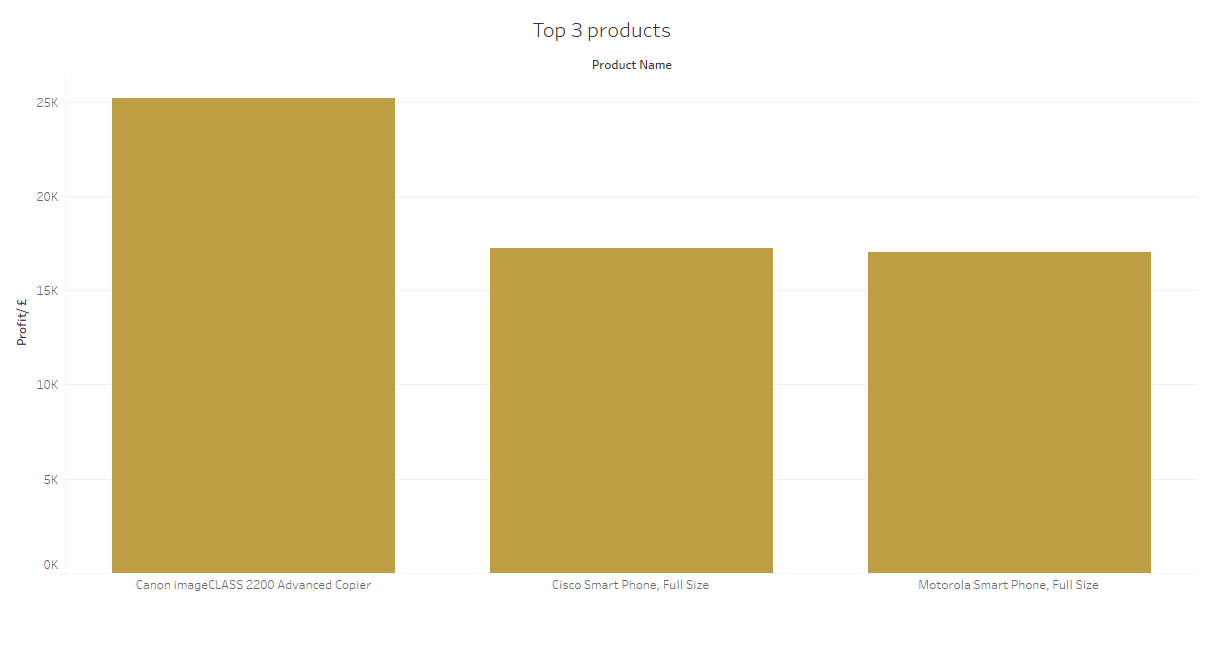 Top 3 products
Product Name
25K
20K
15K
10K
5K
0K
Profit/ £
Canon imageCLASS 2200 Advanced Copier
Cisco Smart Phone, Full Size
Motorola Smart Phone, Full Size